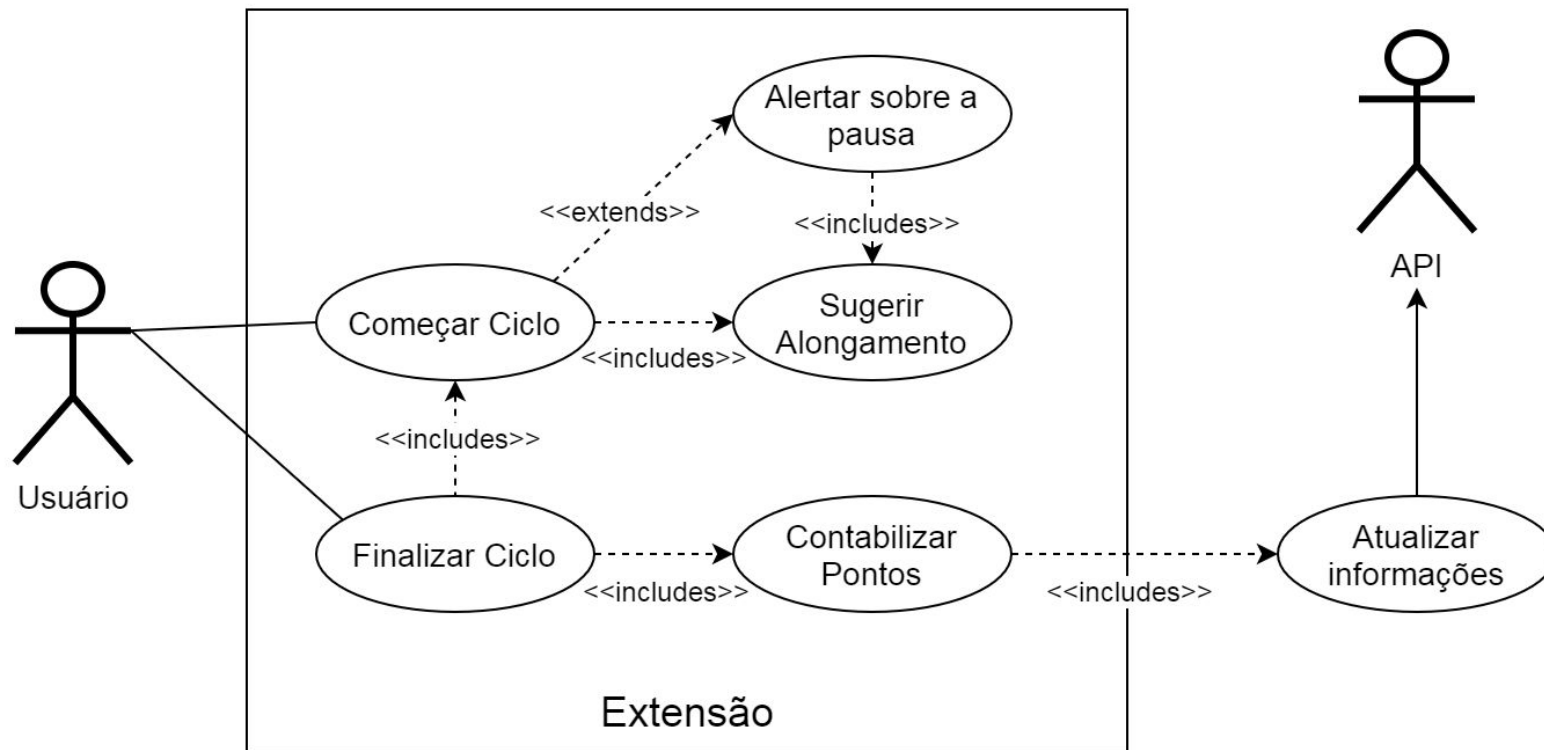 Alertar sobre a
pausa
API
<<extends>>
<<includes>>
Começar Ciclo
<<includes>>
Sugerir
Alongamento
Usuário
<<includes>>
Finalizar Ciclo
<<includes>>
Contabilizar
Pontos
<<includes>>
Atualizar
informações
Extensão